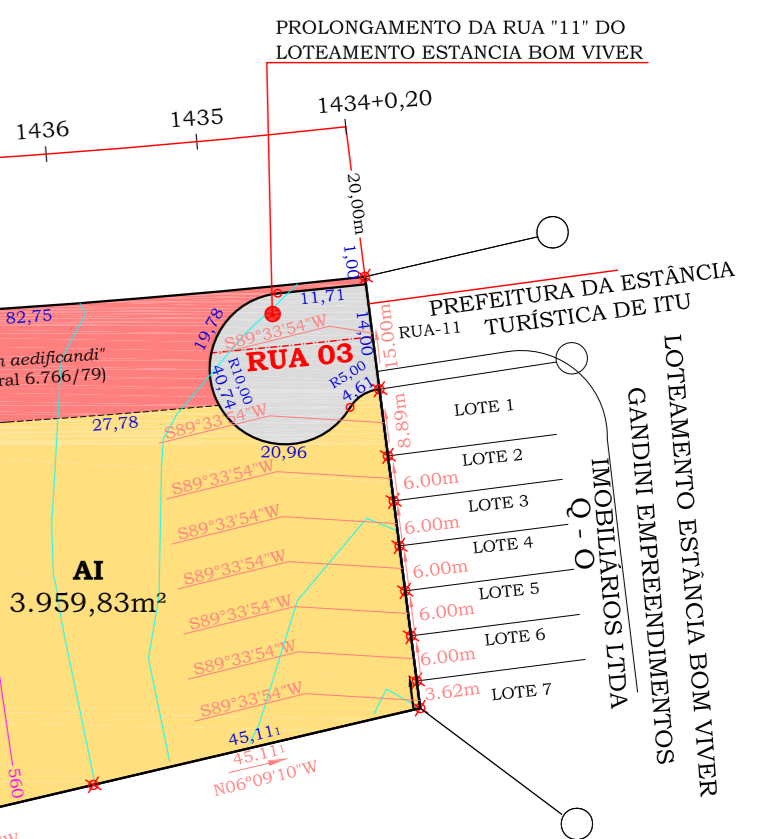 PROLONGAMENTO DA RUA "11" DO
LOTEAMENTO ESTANCIA BOM VIVER
1436
1435
1434+0,20
20,00m
1,00
82,75
11,71
19,78
14,00
15.00m
S89°33'54"W
PREFEITURA DA ESTÂNCIA
TURÍSTICA DE ITU
RUA-11
RUA 03
aedificandi"
6.766/79)
R10,00
40,74
R5,00
4,61
27,78
20,96
S89°33'54"W
8.89m
LOTE 1
LOTE 2
6.00m
S89°33'54"W
LOTE 3
6.00m
S89°33'54"W
LOTE 4
6.00m
S89°33'54"W
LOTE 5
6.00m
S89°33'54"W
LOTE 6
6.00m
S89°33'54"W
LOTE 7
3.62m
S89°33'54"W
AI
3.959,83m²
Q - O
LOTEAMENTO ESTÂNCIA BOM VIVER
GANDINI EMPREENDIMENTOS
IMOBILIÁRIOS LTDA
45,11
45.11
N06°09'10"W
560